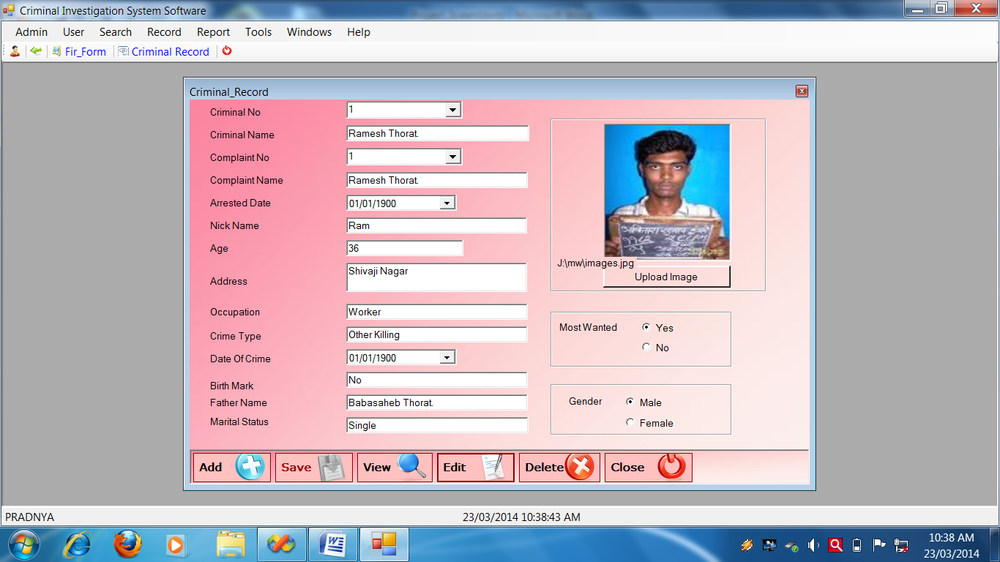 Criminal Investigation System Software
Admin User Search Record Report Tools Windows Help
Fir_Form Criminal Record
Criminal_Record
Criminal No 1
Criminal Name Ramesh Thorat.
Complaint No 1
Complaint Name Ramesh Thorat.
Arrested Date 01/01/1900
Nick Name Ram
Age 36
Address Shivaji Nagar
Occupation Worker
Crime Type Other Killing
Date Of Crime 01/01/1900
Birth Mark No
Father Name Babasaheb Thorat.
Marital Status Single
J:\mw\images.jpg
Upload Image
Most Wanted Yes
No
Gender Male
Female
Add Save View Edit Delete Close
PRADNYA 23/03/2014 10:38:43 AM
10:38 AM
23/03/2014